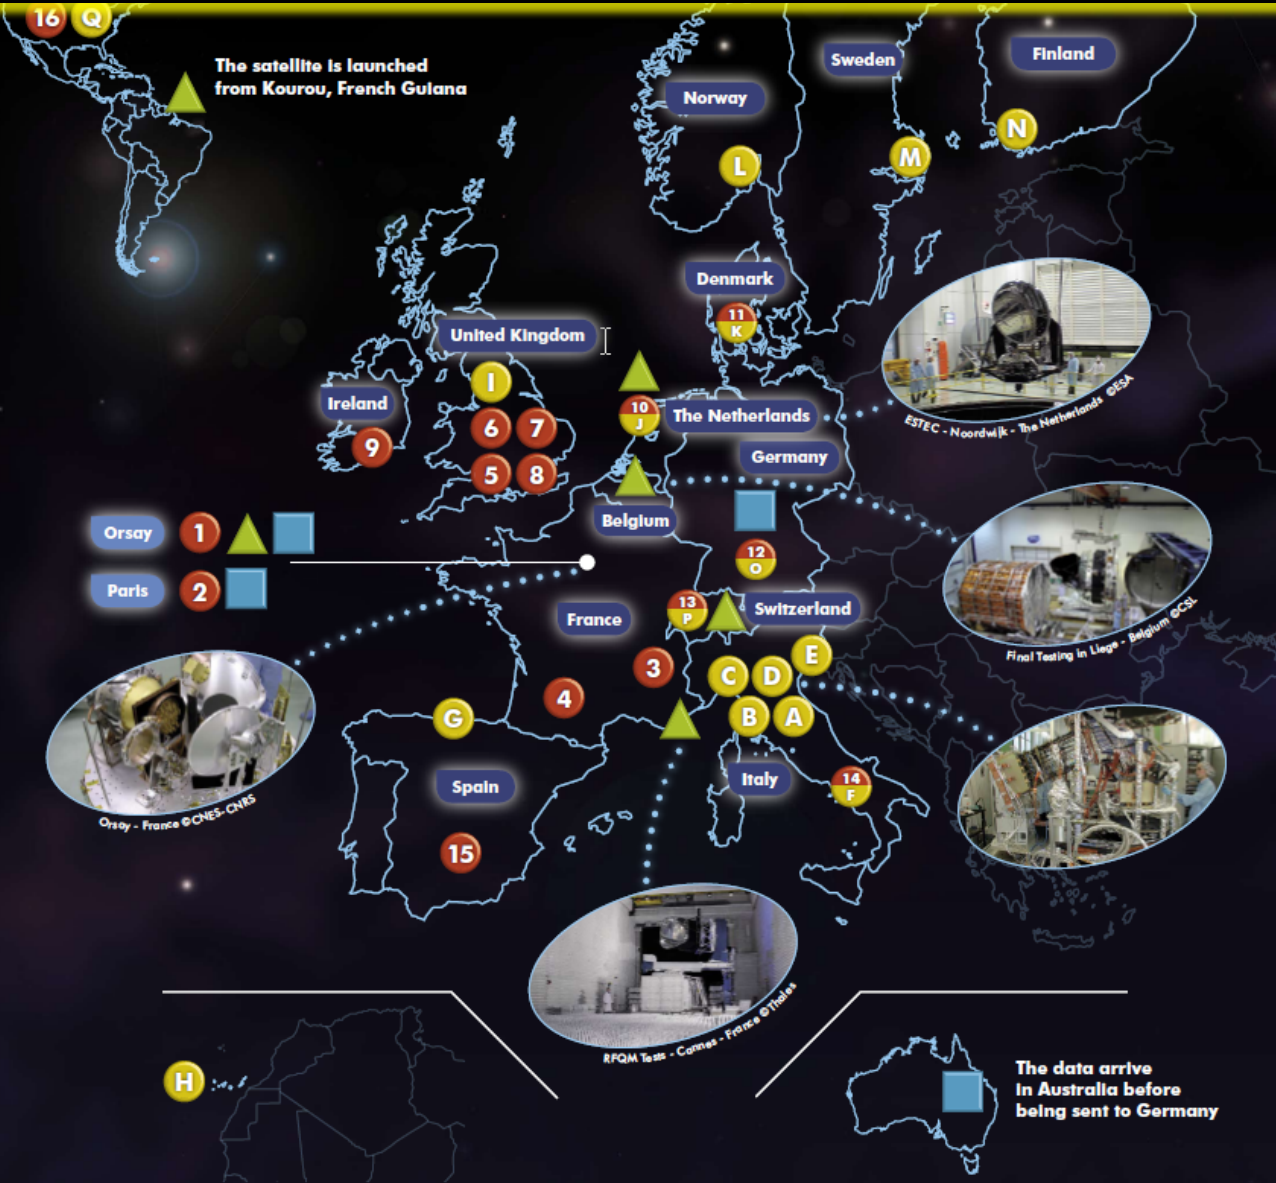 16 Q
The satellite is launched
from Kourou, French Guiana
Sweden
Finland
Norway
N
M
L
Denmark
11
K
United Kingdom
I
Ireland
10
J
The Netherlands
ESTEC - Noordwijk - The Netherlands ©ESA
6 7
9
Germany
5 8
Belgium
Orsay 1
12
O
Paris 2
13
P
Switzerland
France
Final Testing in Liege - Belgium ©CSL
3
E
C D
4
G
B A
Spain
Italy
14
F
Orsay - France ©CNES-CNRS
15
RFQM Tests - Cannes - France ©Thales
H
The data arrive
in Australia before
being sent to Germany